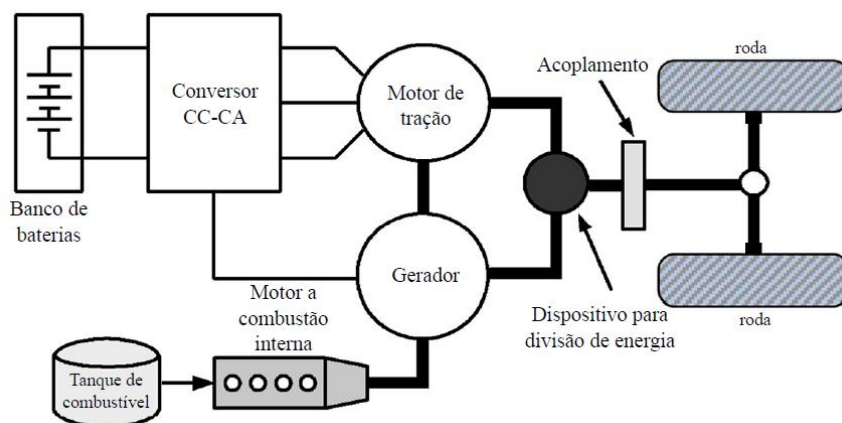 Banco de
baterias
Conversor
CC-CA
Motor de
tração
Acoplamento
roda
Gerador
Motor a
combustão
interna
Tanque de
combustível
Dispositivo para
divisão de energia
roda